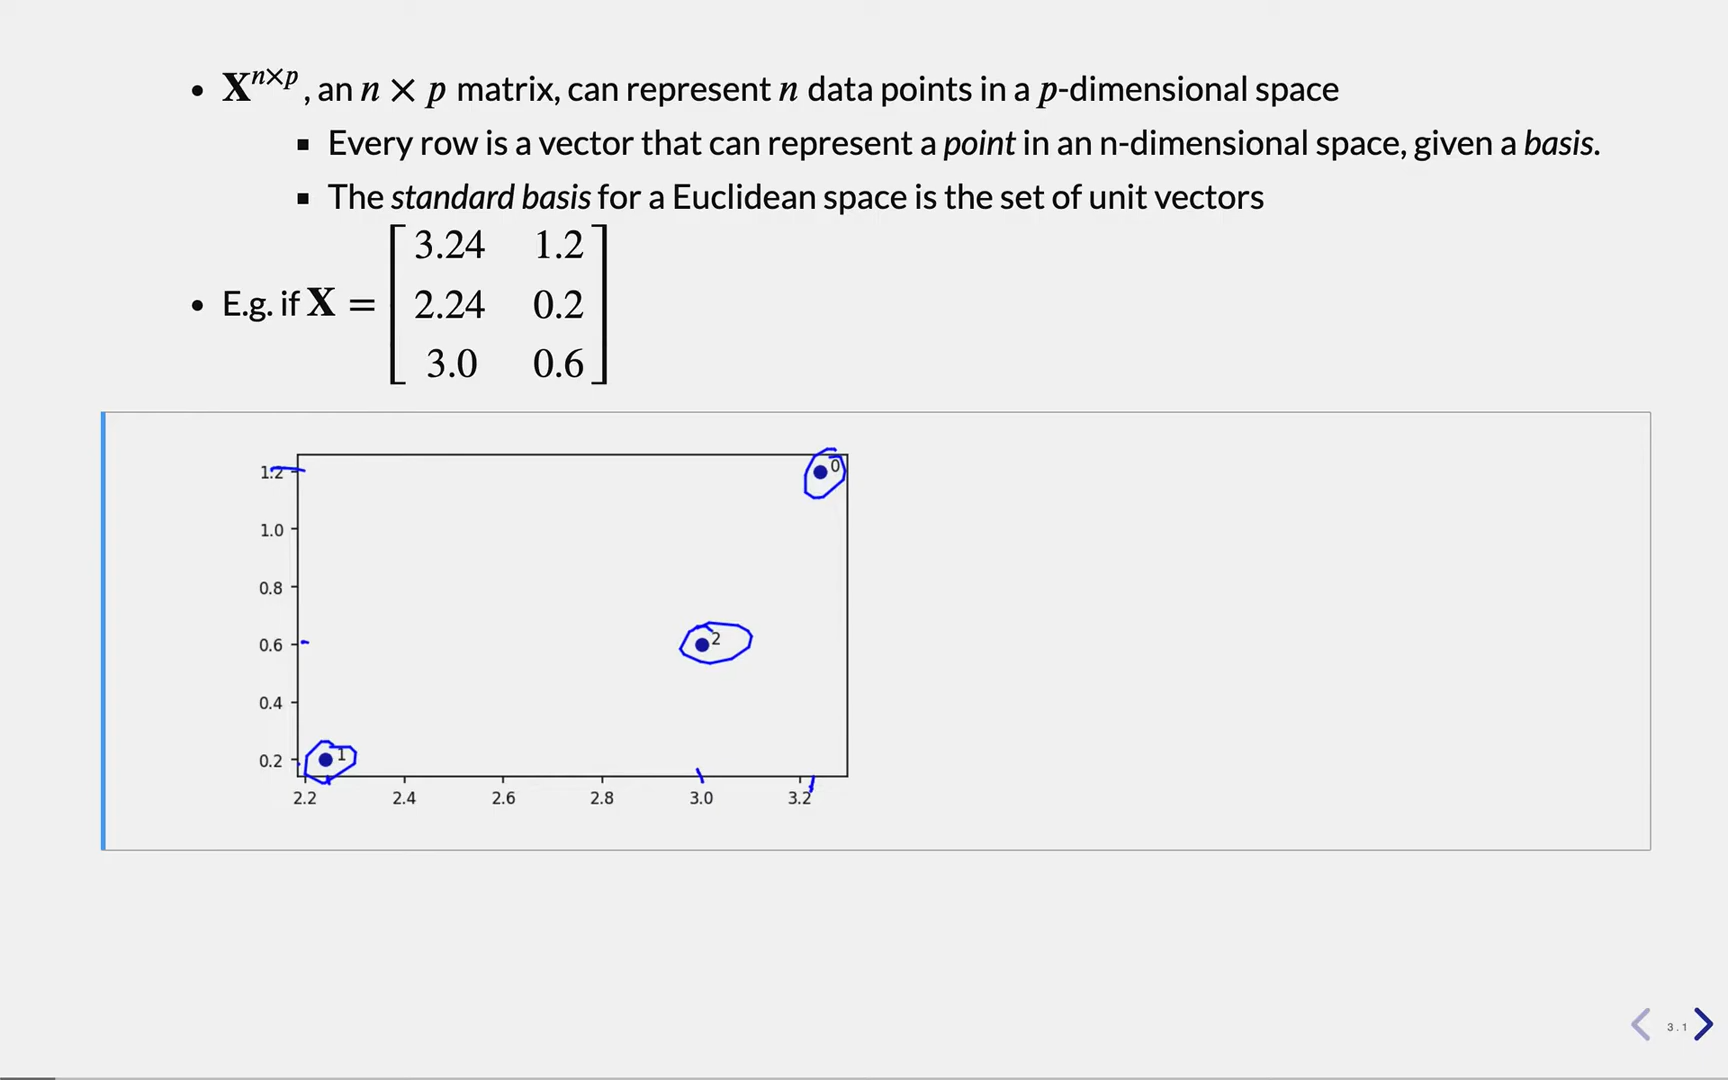 • X^{n×p}, an n × p matrix, can represent n data points in a p-dimensional space
▪ Every row is a vector that can represent a point in an n-dimensional space, given a basis.
▪ The standard basis for a Euclidean space is the set of unit vectors
• E.g. if X = [
3.24 1.2
2.24 0.2
3.0 0.6
]
1.2
1.0
0.8
0.6
0.4
0.2
0
2
1
2.2 2.4 2.6 2.8 3.0 3.2
3.1